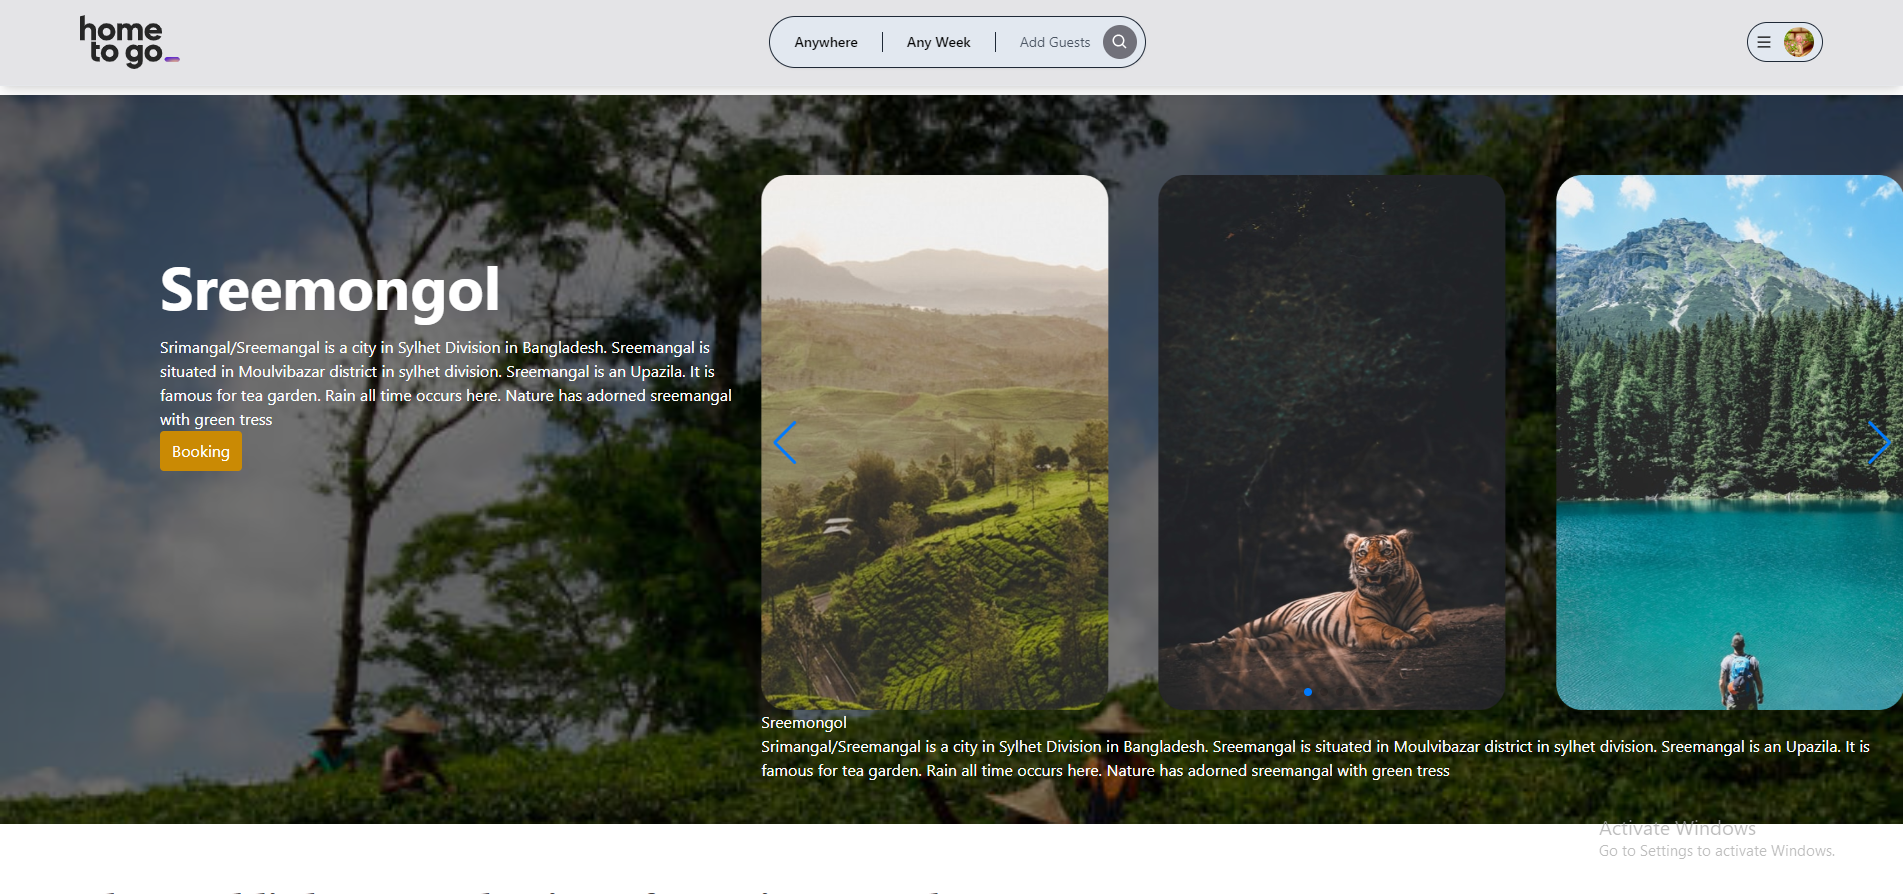 home
to go
Anywhere
Any Week
Add Guests
Sreemongol
Srimangal/Sreemangal is a city in Sylhet Division in Bangladesh. Sreemangal is
situated in Moulvibazar district in sylhet division. Sreemangal is an Upazila. It is
famous for tea garden. Rain all time occurs here. Nature has adorned sreemangal
with green tress
Booking
Sreemongol
Srimangal/Sreemangal is a city in Sylhet Division in Bangladesh. Sreemangal is situated in Moulvibazar district in sylhet division. Sreemangal is an Upazila. It is
famous for tea garden. Rain all time occurs here. Nature has adorned sreemangal with green tress
Activate Windows
Go to Settings to activate Windows.